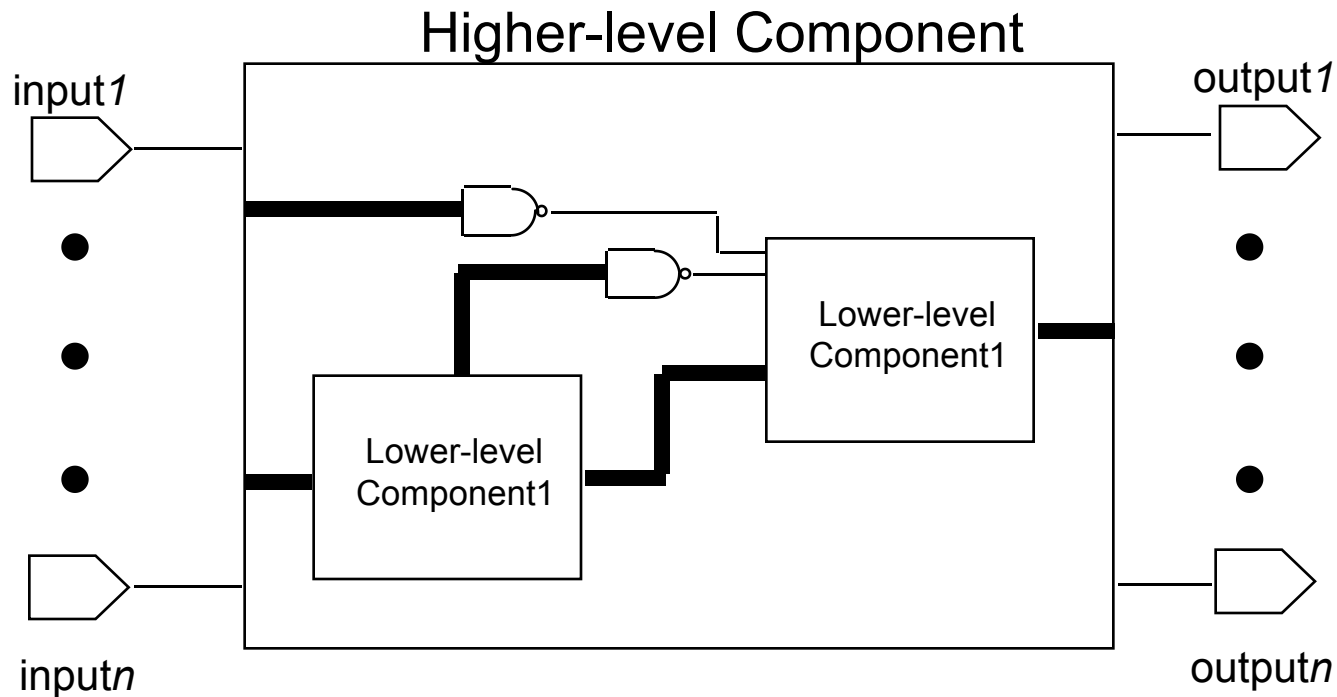 Higher-level Component
input1
output1
Lower-level
Component1
Lower-level
Component1
inputn
outputn